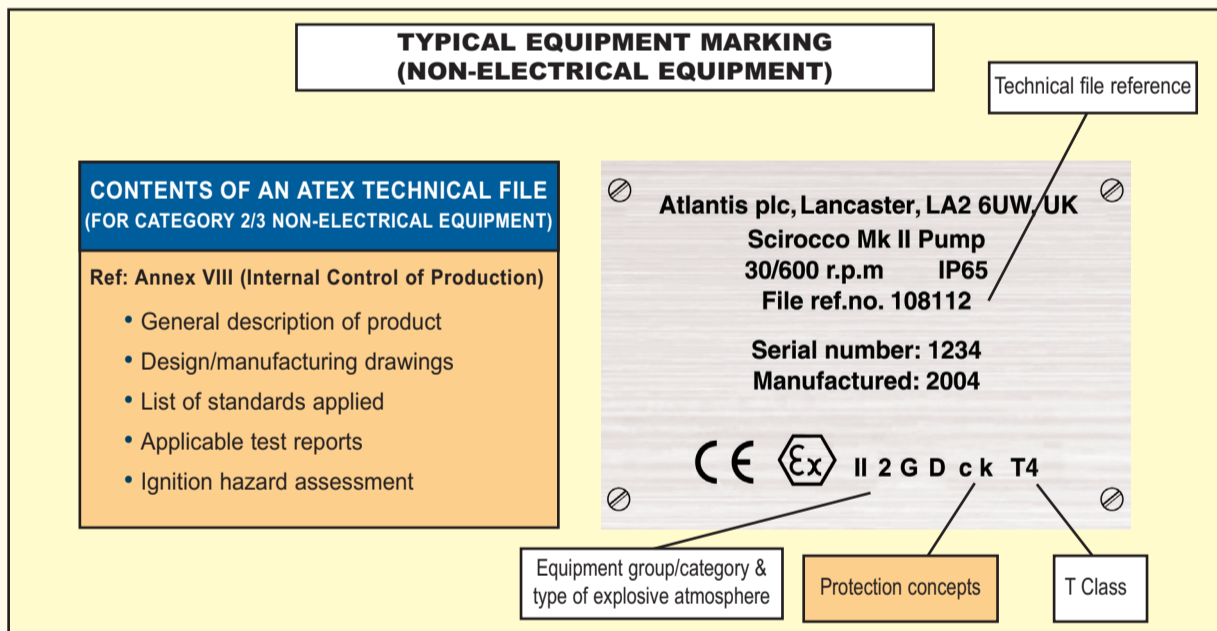 TYPICAL EQUIPMENT MARKING
(NON-ELECTRICAL EQUIPMENT)
Technical file reference
CONTENTS OF AN ATEX TECHNICAL FILE
(FOR CATEGORY 2/3 NON-ELECTRICAL EQUIPMENT)
Ref: Annex VIII (Internal Control of Production)
• General description of product
• Design/manufacturing drawings
• List of standards applied
• Applicable test reports
• Ignition hazard assessment
Atlantis plc, Lancaster, LA2 6UW, UK
Scirocco Mk II Pump
30/600 r.p.m IP65
File ref.no. 108112
Serial number: 1234
Manufactured: 2004
CE Ex II 2 G D c k T4
Equipment group/category &
type of explosive atmosphere
Protection concepts
T Class